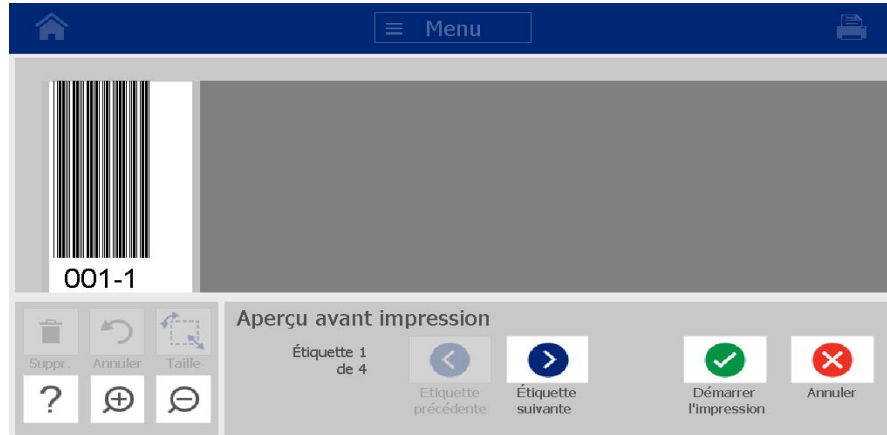 Menu
001-1
Aperçu avant impression
Étiquette 1
de 4
Etiquette
précédente
Étiquette
suivante
Démarrer
l'impression
Annuler
Suppr.
Annuler
Taille
?